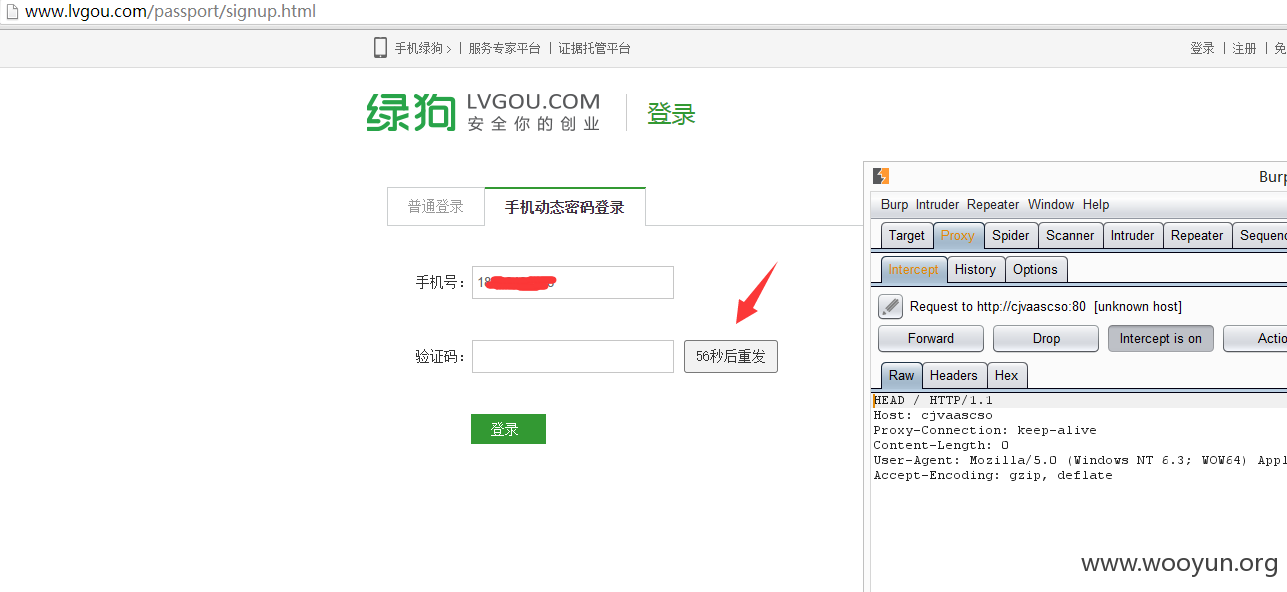 www.lvgou.com/passport/signup.html
手机绿狗 > | 服务专家平台 | 证据托管平台
登录 | 注册 | 免
绿狗 LVGOU.COM
安全你的创业
登录
普通登录 手机动态密码登录
手机号: 18
验证码: 56秒后重发
登录
Burp
Burp Intruder Repeater Window Help
Target Proxy Spider Scanner Intruder Repeater Sequenc
Intercept History Options
Request to http://cjvaascso:80 [unknown host]
Forward Drop Intercept is on Actio
Raw Headers Hex
HEAD / HTTP/1.1
Host: cjvaascso
Proxy-Connection: keep-alive
Content-Length: 0
User-Agent: Mozilla/5.0 (Windows NT 6.3; WOW64) Appl
Accept-Encoding: gzip, deflate
www.wooyun.org